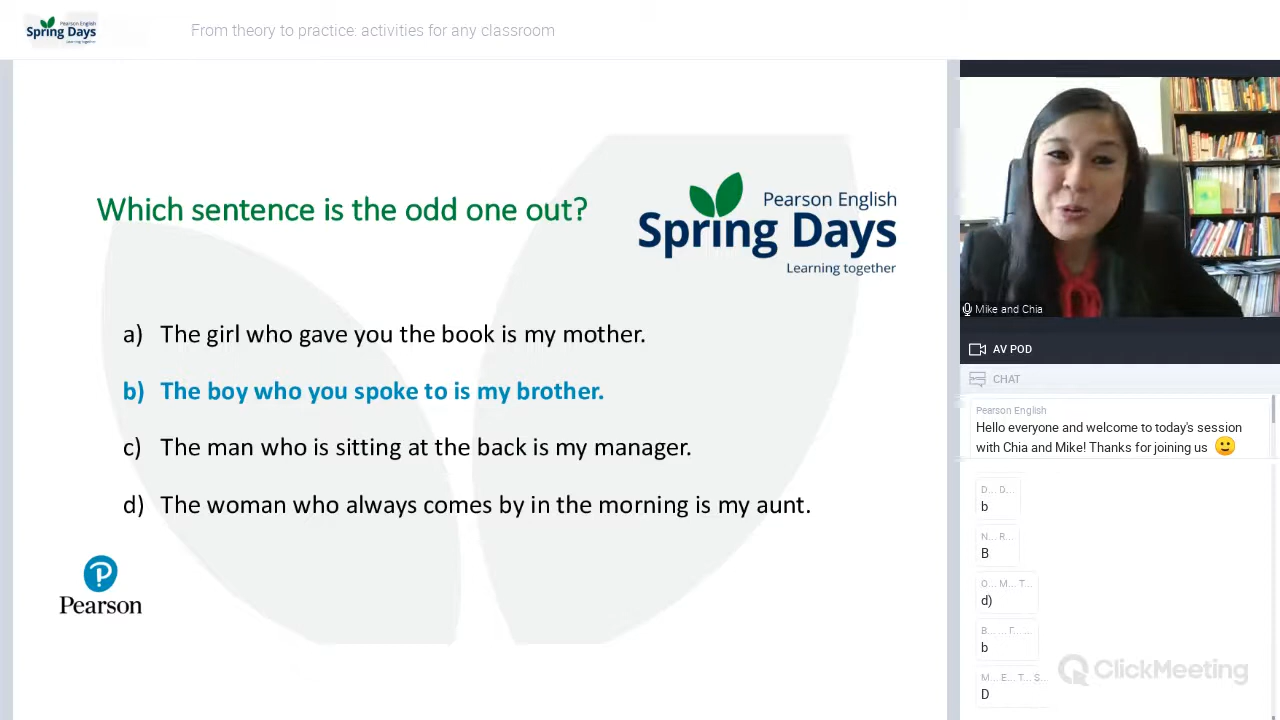 Pearson English
Spring Days
Learning together
From theory to practice: activities for any classroom
Which sentence is the odd one out?
Pearson English
Spring Days
Learning together
a) The girl who gave you the book is my mother.
b) The boy who you spoke to is my brother.
c) The man who is sitting at the back is my manager.
d) The woman who always comes by in the morning is my aunt.
Pearson
Mike and Chia
AV POD
CHAT
Pearson English
Hello everyone and welcome to today's session
with Chia and Mike! Thanks for joining us 🙂
D... D...
b
N... R...
B
O... M... T...
d)
b
M... E... T... S...
D
ClickMeeting